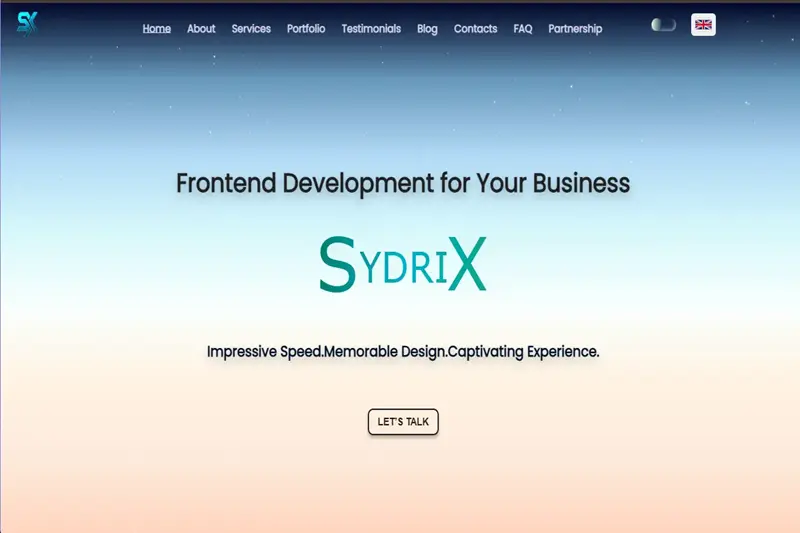 SX
Home About Services Portfolio Testimonials Blog Contacts FAQ Partnership
Frontend Development for Your Business
SYDRIX
Impressive Speed.Memorable Design.Captivating Experience.
LET'S TALK